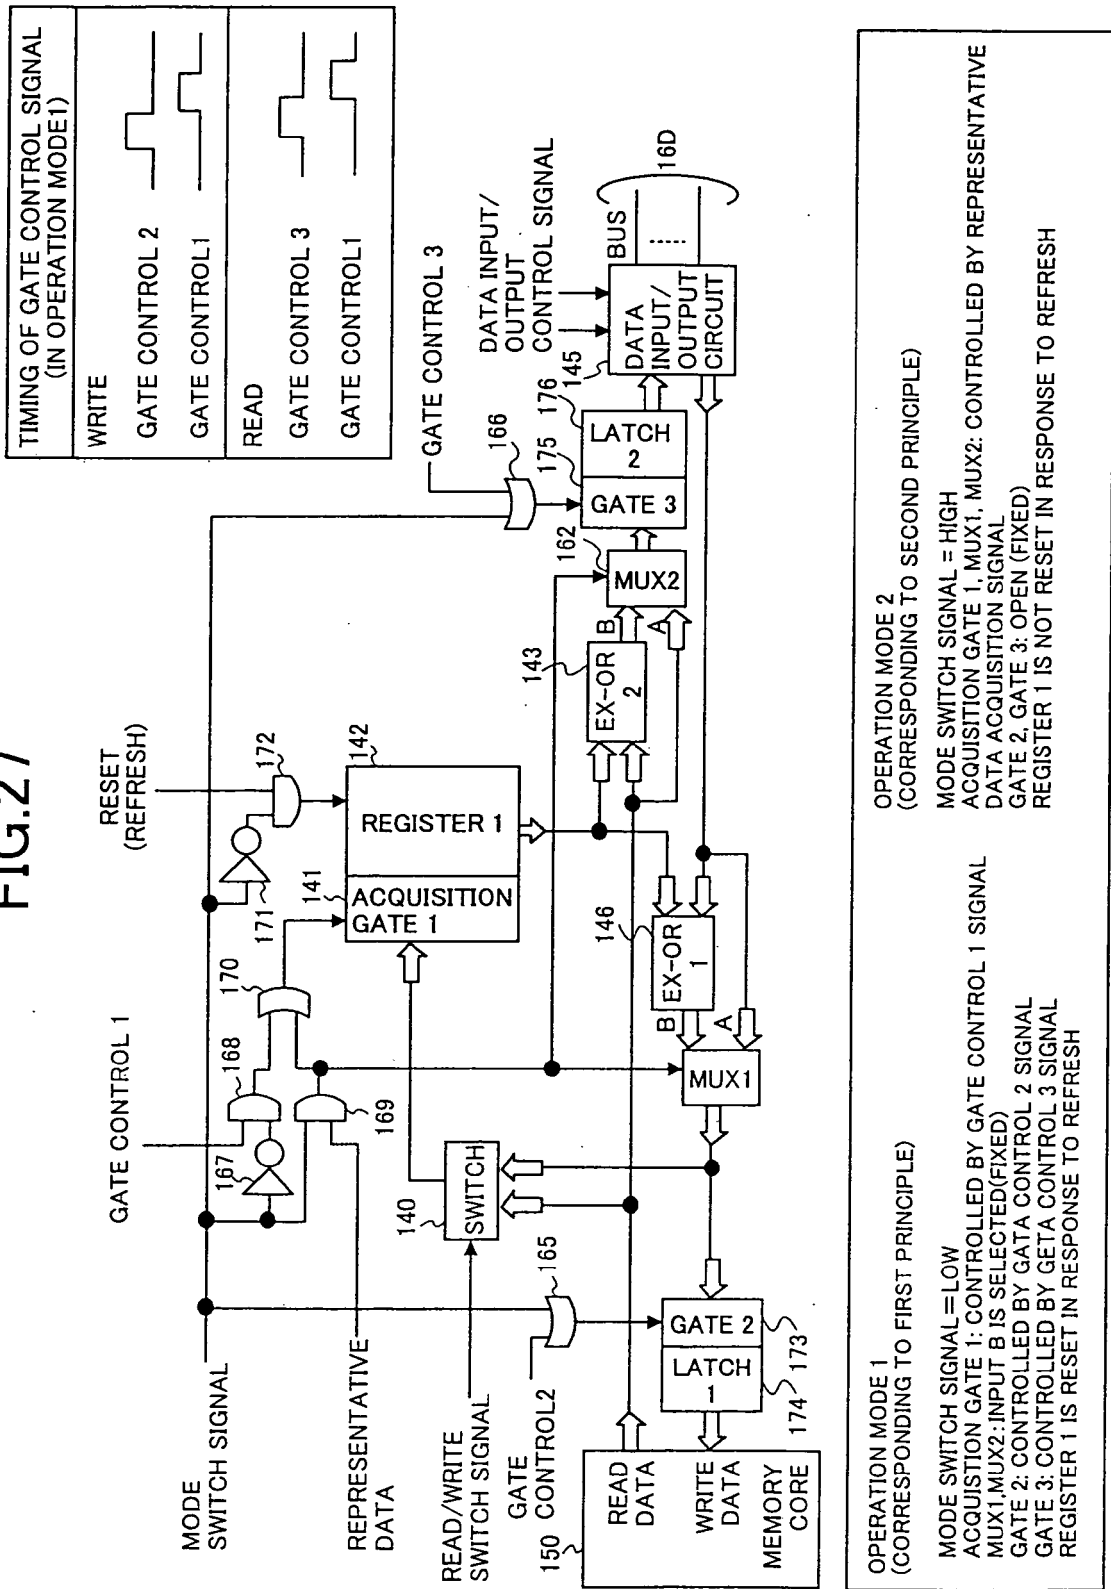 FIG.27
TIMING OF GATE CONTROL SIGNAL
(IN OPERATION MODE1)
WRITE
GATE CONTROL 2
GATE CONTROL1
READ
GATE CONTROL 3
GATE CONTROL1
RESET
(REFRESH)
GATE CONTROL 1
MODE
SWITCH SIGNAL
REPRESENTATIVE
DATA
READ/WRITE
SWITCH SIGNAL
GATE
CONTROL2
GATE CONTROL 3
DATA INPUT/
OUTPUT
CONTROL SIGNAL
167
168
169
170
171
172
141
142
ACQUISITION
GATE 1
REGISTER 1
140
SWITCH
165
166
143
EX-OR
2
B
A
162
MUX2
175
176
GATE 3
LATCH
2
145
DATA
INPUT/
OUTPUT
CIRCUIT
BUS
16D
146
EX-OR
1
B
A
MUX1
GATE 2
LATCH
1
173
174
150
READ
DATA
WRITE
DATA
MEMORY
CORE
OPERATION MODE 1
(CORRESPONDING TO FIRST PRINCIPLE)
MODE SWITCH SIGNAL=LOW
ACQUISTION GATE 1: CONTROLLED BY GATE CONTROL 1 SIGNAL
MUX1,MUX2: INPUT B IS SELECTED(FIXED)
GATE 2: CONTROLLED BY GATA CONTROL 2 SIGNAL
GATE 3: CONTROLLED BY GETA CONTROL 3 SIGNAL
REGISTER 1 IS RESET IN RESPONSE TO REFRESH
OPERATION MODE 2
(CORRESPONDING TO SECOND PRINCIPLE)
MODE SWITCH SIGNAL = HIGH
ACQUISITION GATE 1, MUX1, MUX2: CONTROLLED BY REPRESENTATIVE
DATA ACQUISITION SIGNAL
GATE 2, GATE 3: OPEN (FIXED)
REGISTER 1 IS NOT RESET IN RESPONSE TO REFRESH